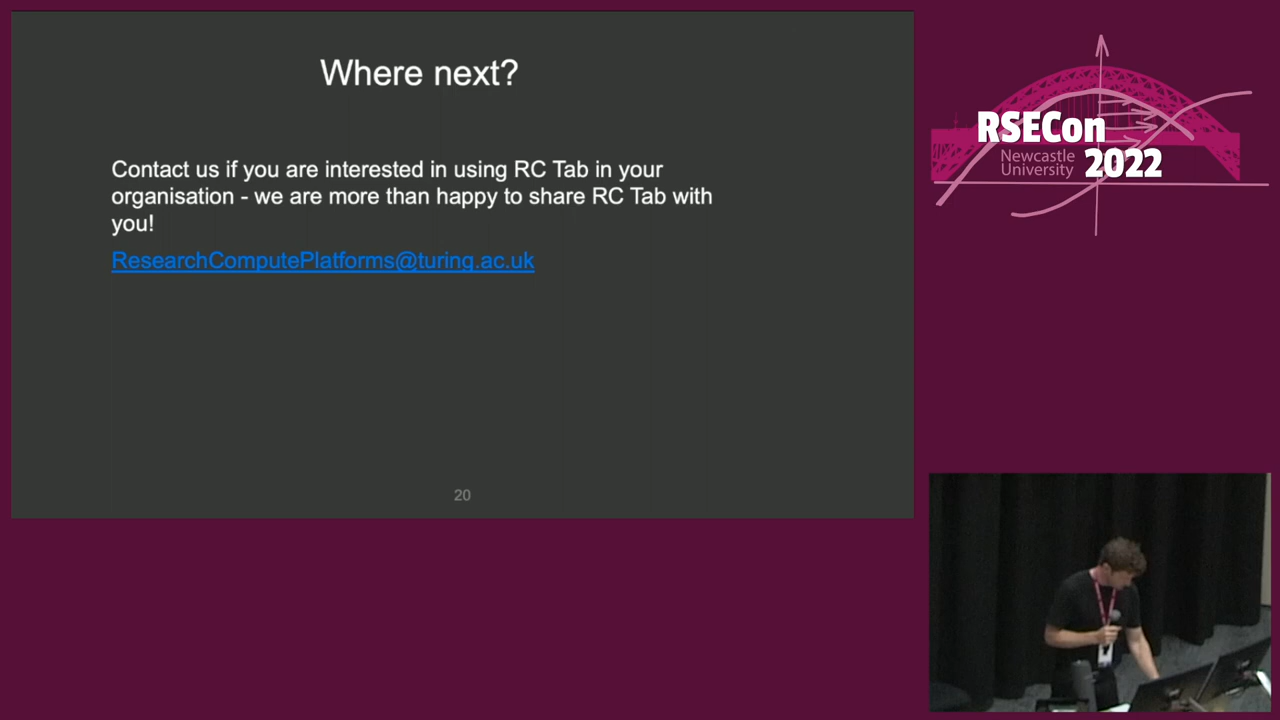 Where next?
Contact us if you are interested in using RC Tab in your
organisation - we are more than happy to share RC Tab with
you!
ResearchComputePlatforms@turing.ac.uk
20
RSECon
Newcastle
University
2022